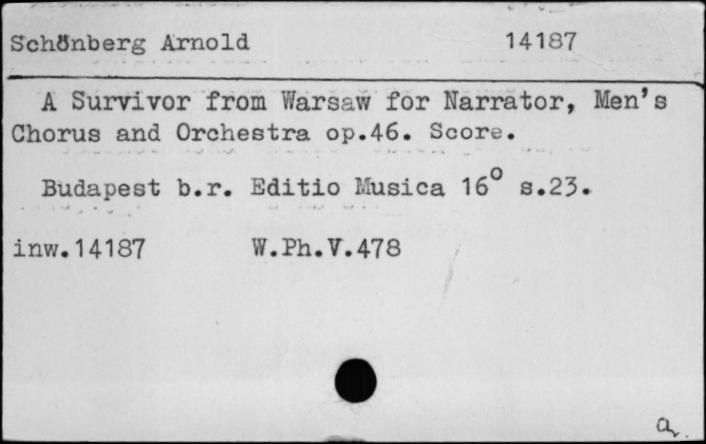 Schönberg Arnold 14187
A Survivor from Warsaw for Narrator, Men's
Chorus and Orchestra op.46. Score.
Budapest b.r. Editio Musica 16° s.23.
inw.14187 W.Ph.V.478